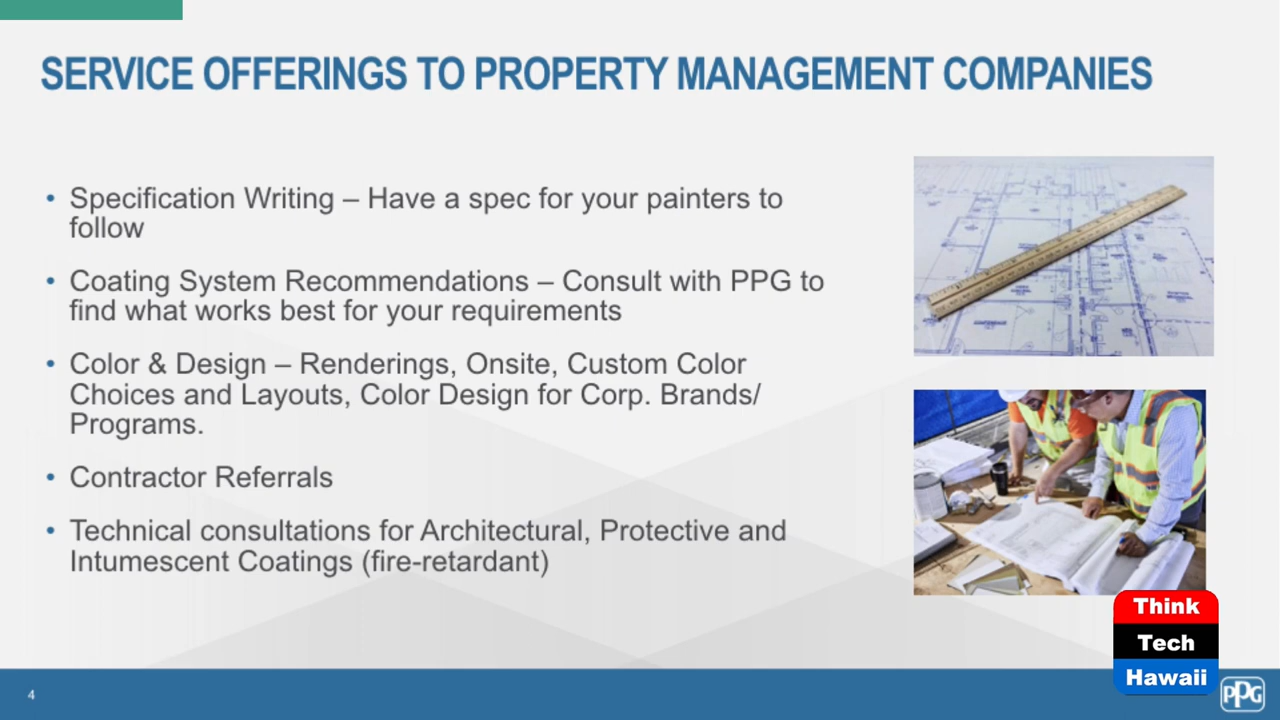 SERVICE OFFERINGS TO PROPERTY MANAGEMENT COMPANIES
• Specification Writing – Have a spec for your painters to
follow
• Coating System Recommendations – Consult with PPG to
find what works best for your requirements
• Color & Design – Renderings, Onsite, Custom Color
Choices and Layouts, Color Design for Corp. Brands/
Programs.
• Contractor Referrals
• Technical consultations for Architectural, Protective and
Intumescent Coatings (fire-retardant)
Think
Tech
Hawaii
4
PPG